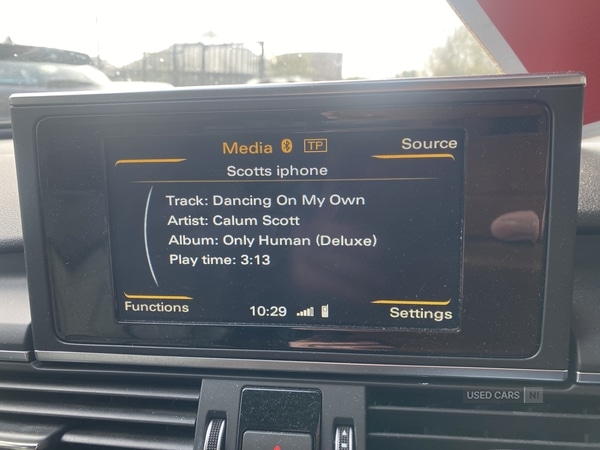 Media TP
Source
Scotts iphone
Track: Dancing On My Own
Artist: Calum Scott
Album: Only Human (Deluxe)
Play time: 3:13
Functions
10:29
Settings
USED CARS NI